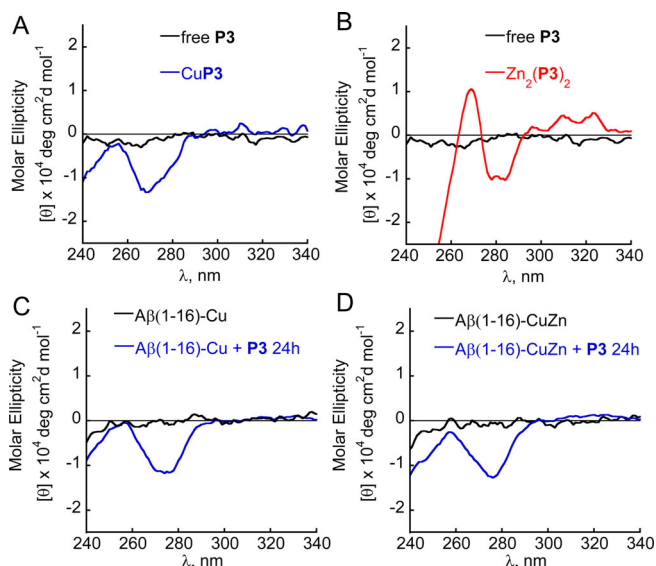 A
free P3
CuP3
Molar Ellipticity
[θ] x 10⁴ deg cm²d mol⁻¹
2
1
0
-1
-2
240 260 280 300 320 340
λ, nm
B
free P3
Zn₂(P3)₂
Molar Ellipticity
[θ] x 10⁴ deg cm²d mol⁻¹
2
1
0
-1
-2
240 260 280 300 320 340
λ, nm
C
Aβ(1-16)-Cu
Aβ(1-16)-Cu + P3 24h
Molar Ellipticity
[θ] x 10⁴ deg cm²d mol⁻¹
2
1
0
-1
-2
240 260 280 300 320 340
λ, nm
D
Aβ(1-16)-CuZn
Aβ(1-16)-CuZn + P3 24h
Molar Ellipticity
[θ] x 10⁴ deg cm²d mol⁻¹
2
1
0
-1
-2
240 260 280 300 320 340
λ, nm